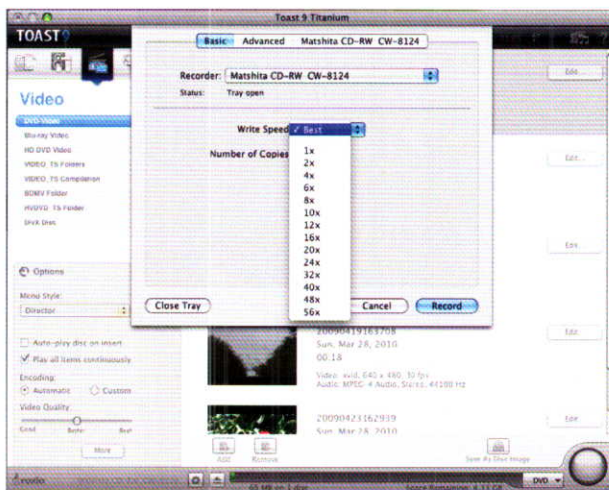 Toast 9 Titanium
TOAST 9
Basic Advanced Matshita CD-RW CW-8124
Recorder: Matshita CD-RW CW-8124
Status: Tray open
Write Speed ✓ Best
1x
2x
4x
6x
8x
10x
12x
16x
20x
24x
32x
40x
48x
56x
Number of Copies
Close Tray Cancel Record
Video
DVD-Video
Blu-ray Video
HD DVD Video
VIDEO_TS Folders
VIDEO_TS Compilation
BDMV Folder
HVDVD_TS Folder
DivX Disc
Options
Menu Style:
Director
Auto-play disc on insert
Play all items continuously
Encoding:
Automatic Custom
Video Quality:
Good Better Best
More
Edit...
Edit...
Edit...
20090419163708
Sun, Mar 28, 2010
00:18
Video: xvid, 640 x 480, 30 fps
Audio: MPEG-4 Audio, Stereo, 44100 Hz
Edit...
20090423162939
Sun, Mar 28, 2010
Edit...
Add Remove Save As Disc Image
roxio
DVD